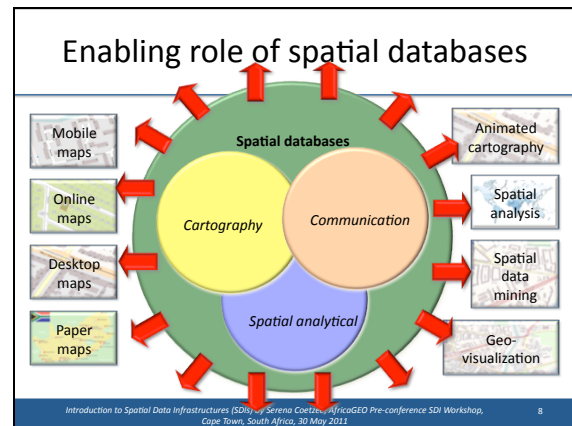 Enabling role of spatial databases
Spatial databases
Mobile
maps
Online
maps
Desktop
maps
Paper
maps
Cartography
Communication
Spatial analytical
Animated
cartography
Spatial
analysis
Spatial
data
mining
Geo-
visualization
Introduction to Spatial Data Infrastructures (SDIs) by Serena Coetzee, AfricaGEO Pre-conference SDI Workshop,
Cape Town, South Africa, 30 May 2011
8